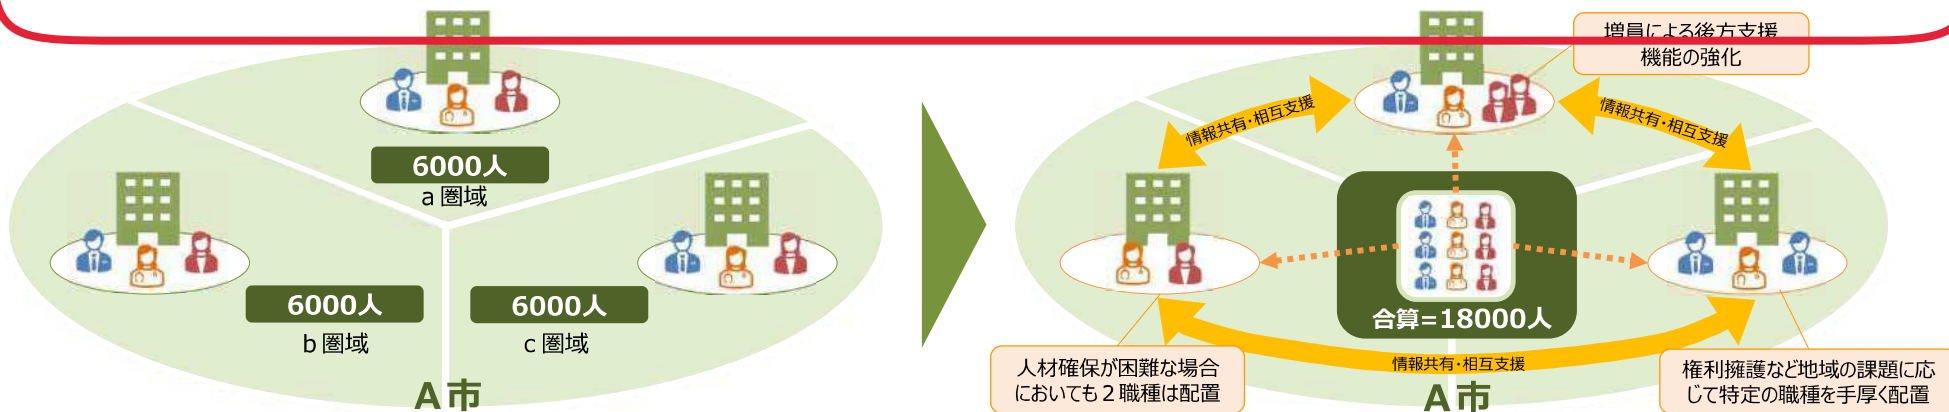 6000人
a 圏域
6000人
b 圏域
6000人
c 圏域
A市
増員による後方支援
機能の強化
情報共有・相互支援
情報共有・相互支援
合算=18000人
情報共有・相互支援
人材確保が困難な場合
においても２職種は配置
権利擁護など地域の課題に応
じて特定の職種を手厚く配置
A市